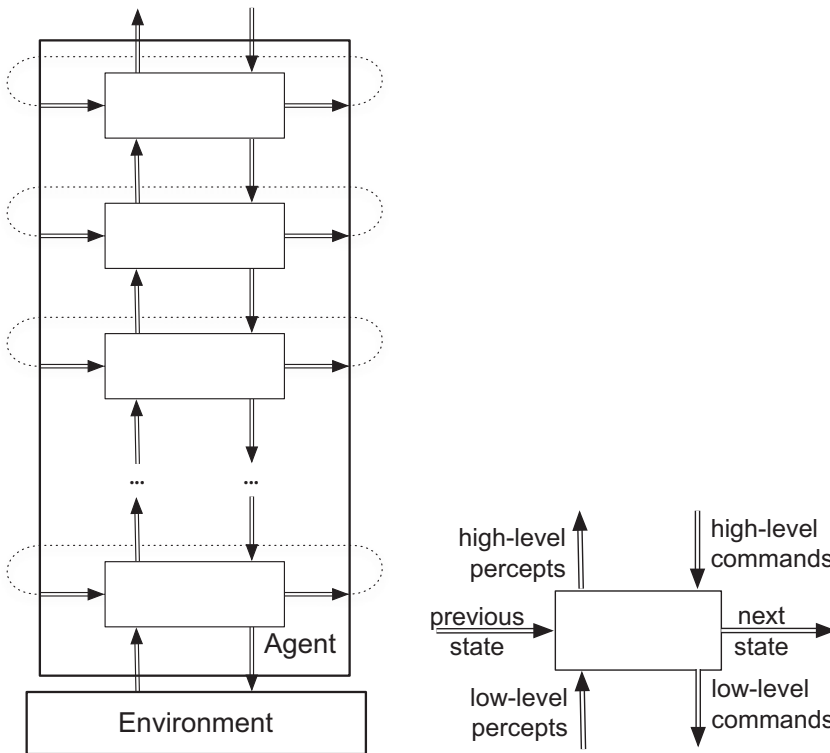 ... ...
Agent
Environment
high-level
percepts
high-level
commands
previous
state
next
state
low-level
percepts
low-level
commands